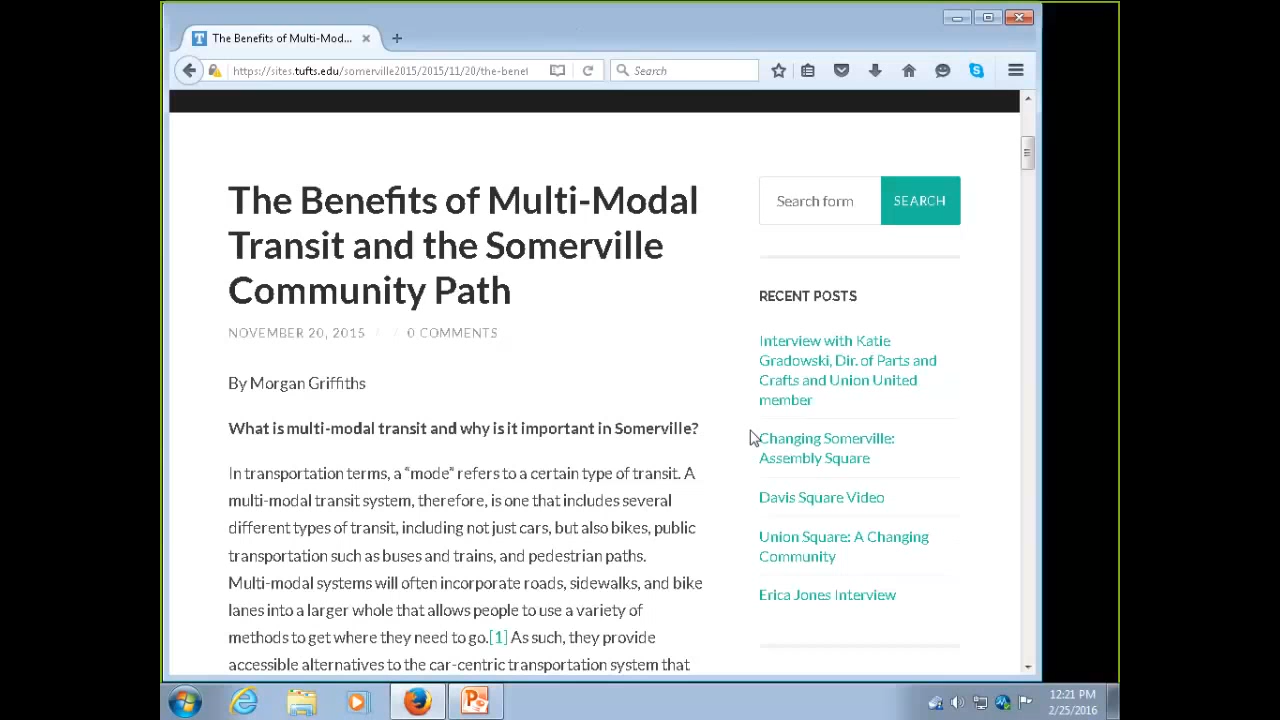 The Benefits of Multi-Mod...
https://sites.tufts.edu/somerville2015/2015/11/20/the-benef
Search
The Benefits of Multi-Modal
Transit and the Somerville
Community Path
NOVEMBER 20, 2015 / / 0 COMMENTS
By Morgan Griffiths
What is multi-modal transit and why is it important in Somerville?
In transportation terms, a “mode” refers to a certain type of transit. A
multi-modal transit system, therefore, is one that includes several
different types of transit, including not just cars, but also bikes, public
transportation such as buses and trains, and pedestrian paths.
Multi-modal systems will often incorporate roads, sidewalks, and bike
lanes into a larger whole that allows people to use a variety of
methods to get where they need to go.[1] As such, they provide
accessible alternatives to the car-centric transportation system that
Search form
SEARCH
RECENT POSTS
Interview with Katie
Gradowski, Dir. of Parts and
Crafts and Union United
member
Changing Somerville:
Assembly Square
Davis Square Video
Union Square: A Changing
Community
Erica Jones Interview
12:21 PM
2/25/2016